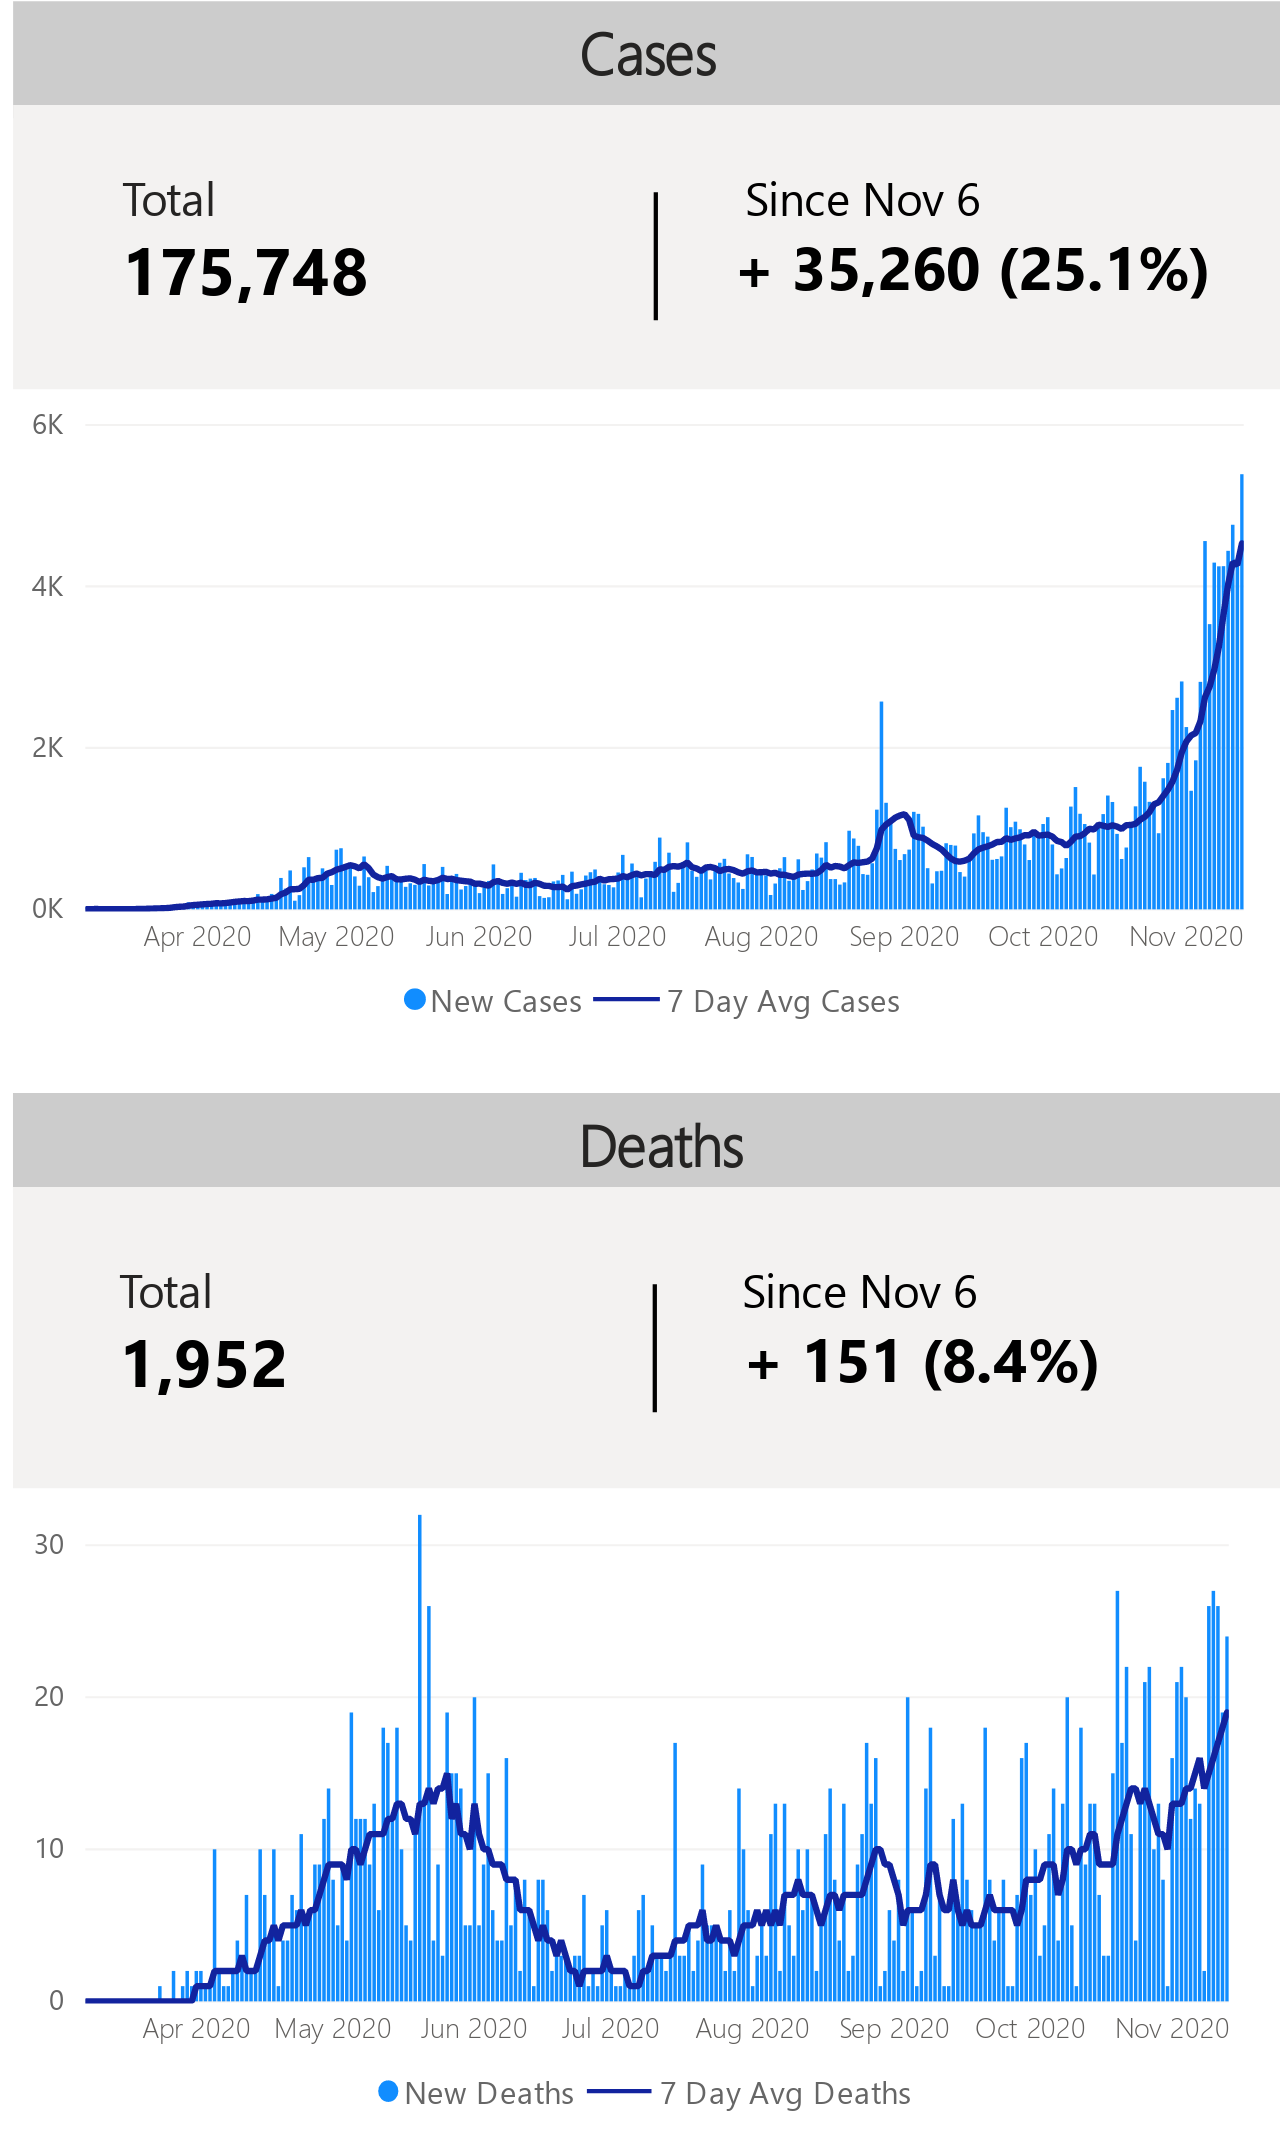 Cases
Total
Since Nov 6
175,748
+ 35,260 (25.1%)
6K
4K
2K
0K
Apr 2020 May 2020 Jun 2020 Jul 2020 Aug 2020 Sep 2020 Oct 2020 Nov 2020
New Cases 7 Day Avg Cases
Deaths
Total
Since Nov 6
1,952
+ 151 (8.4%)
30
20
10
0
Apr 2020 May 2020 Jun 2020 Jul 2020 Aug 2020 Sep 2020 Oct 2020 Nov 2020
New Deaths 7 Day Avg Deaths